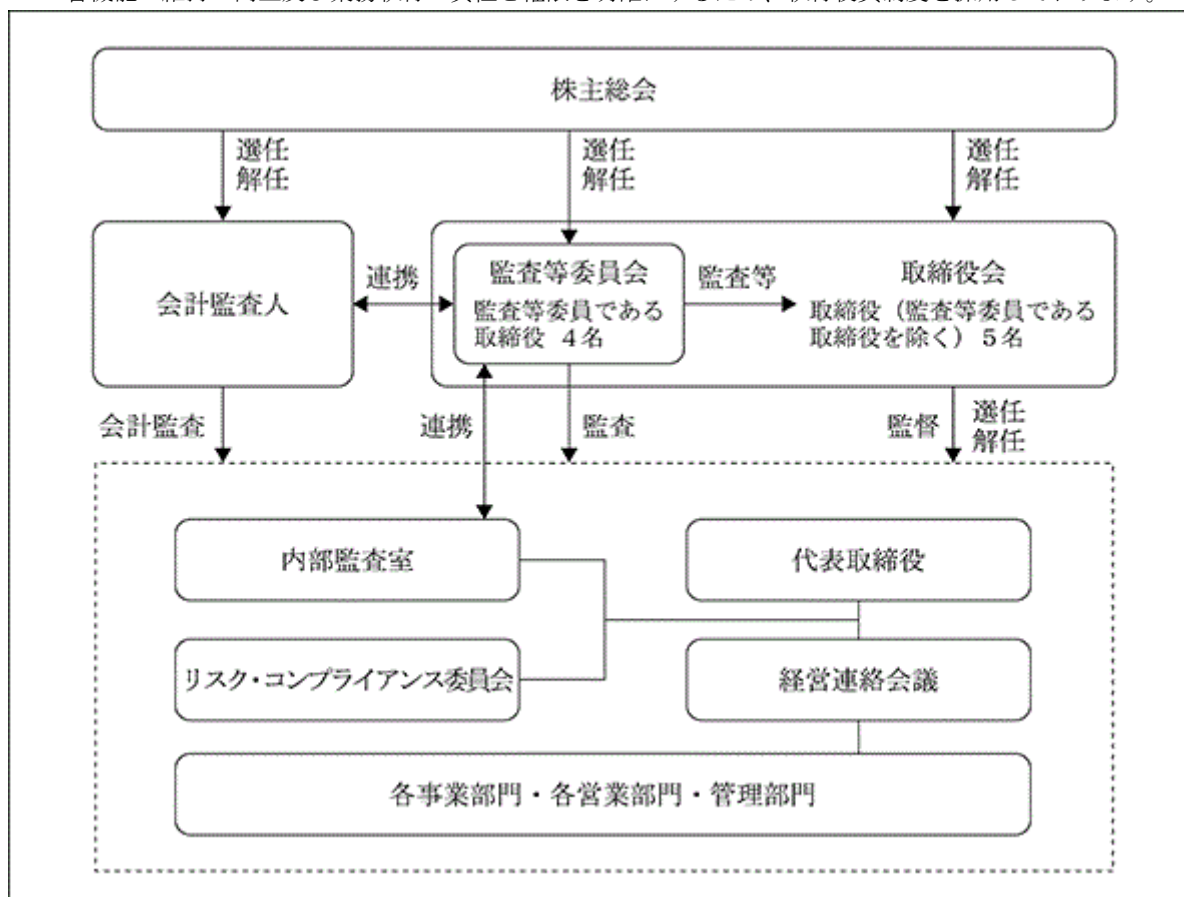 株主総会
選任
解任
選任
解任
選任
解任
会計監査人
連携
監査等委員会
監査等委員である
取締役 4名
監査等
取締役会
取締役（監査等委員である
取締役を除く）5名
会計監査
連携
監査
監督
選任
解任
内部監査室
代表取締役
リスク・コンプライアンス委員会
経営連絡会議
各事業部門・各営業部門・管理部門